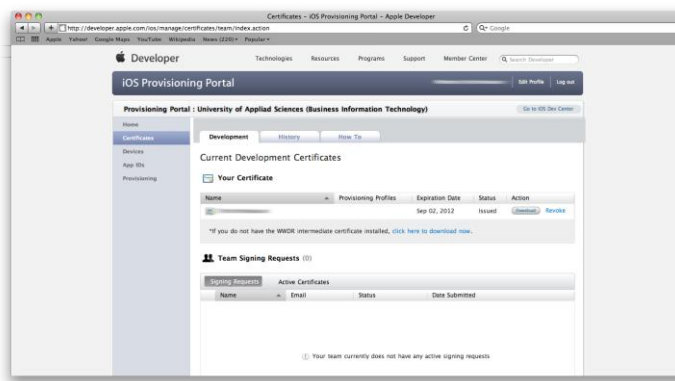 Certificates - iOS Provisioning Portal - Apple Developer
http://developer.apple.com/ios/manage/certificates/team/index.action
Google
Apple Yahoo! Google Maps YouTube Wikipedia News (220) Popular
Developer Technologies Resources Programs Support Member Center Search Developer
iOS Provisioning Portal Edit Profile Log out
Provisioning Portal : University of Appliad Sciences (Business Information Technology) Go to iOS Dev Center
Home
Certificates
Devices
App IDs
Provisioning
Development History How To
Current Development Certificates
Your Certificate
Name Provisioning Profiles Expiration Date Status Action
Sep 02, 2012 Issued Download Revoke
*If you do not have the WWDR intermediate certificate installed, click here to download now.
Team Signing Requests (0)
Signing Requests Active Certificates
Name Email Status Date Submitted
Your team currently does not have any active signing requests